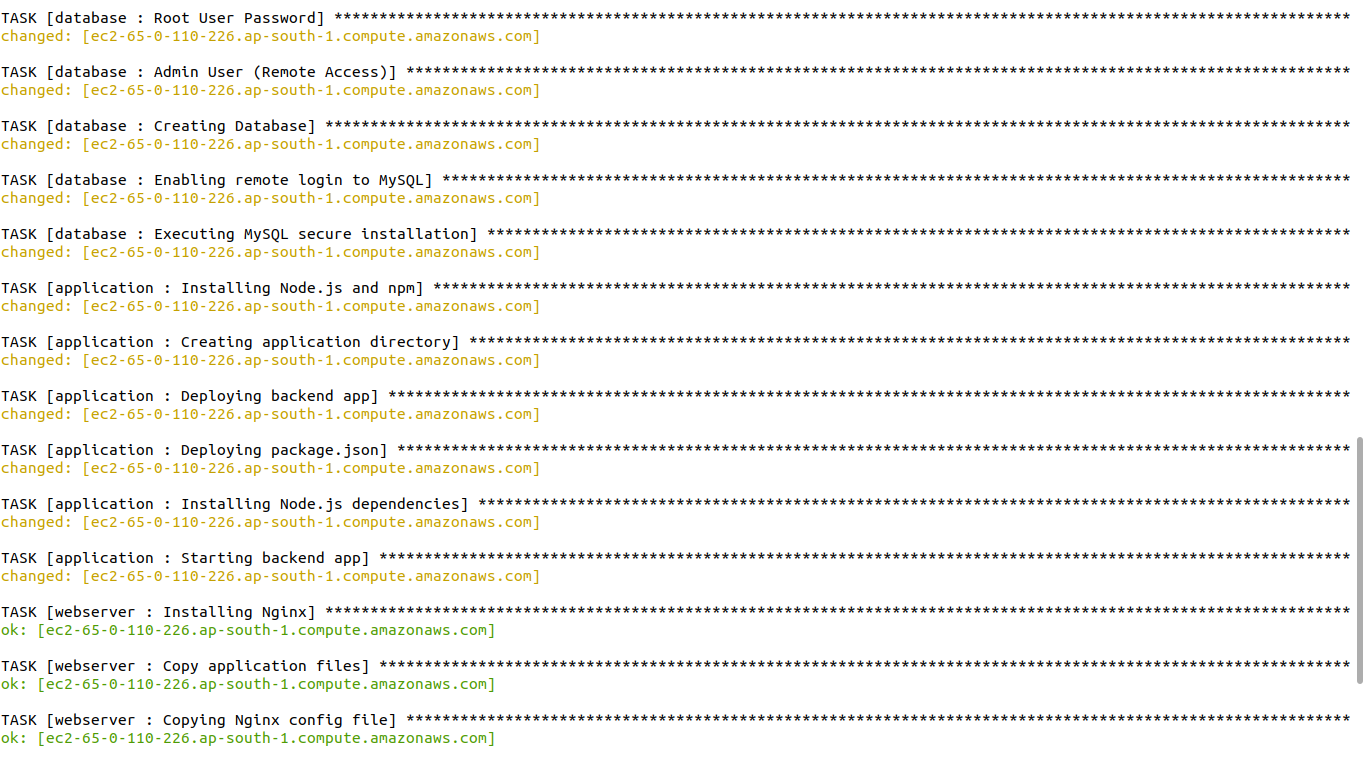 TASK [database : Root User Password] *****************************************************************************************************************
changed: [ec2-65-0-110-226.ap-south-1.compute.amazonaws.com]
TASK [database : Admin User (Remote Access)] *********************************************************************************************************
changed: [ec2-65-0-110-226.ap-south-1.compute.amazonaws.com]
TASK [database : Creating Database] ******************************************************************************************************************
changed: [ec2-65-0-110-226.ap-south-1.compute.amazonaws.com]
TASK [database : Enabling remote login to MySQL] *****************************************************************************************************
changed: [ec2-65-0-110-226.ap-south-1.compute.amazonaws.com]
TASK [database : Executing MySQL secure installation] ************************************************************************************************
changed: [ec2-65-0-110-226.ap-south-1.compute.amazonaws.com]
TASK [application : Installing Node.js and npm] ******************************************************************************************************
changed: [ec2-65-0-110-226.ap-south-1.compute.amazonaws.com]
TASK [application : Creating application directory] **************************************************************************************************
changed: [ec2-65-0-110-226.ap-south-1.compute.amazonaws.com]
TASK [application : Deploying backend app] ***********************************************************************************************************
changed: [ec2-65-0-110-226.ap-south-1.compute.amazonaws.com]
TASK [application : Deploying package.json] **********************************************************************************************************
changed: [ec2-65-0-110-226.ap-south-1.compute.amazonaws.com]
TASK [application : Installing Node.js dependencies] *************************************************************************************************
changed: [ec2-65-0-110-226.ap-south-1.compute.amazonaws.com]
TASK [application : Starting backend app] ************************************************************************************************************
changed: [ec2-65-0-110-226.ap-south-1.compute.amazonaws.com]
TASK [webserver : Installing Nginx] ******************************************************************************************************************
ok: [ec2-65-0-110-226.ap-south-1.compute.amazonaws.com]
TASK [webserver : Copy application files] ************************************************************************************************************
ok: [ec2-65-0-110-226.ap-south-1.compute.amazonaws.com]
TASK [webserver : Copying Nginx config file] *********************************************************************************************************
ok: [ec2-65-0-110-226.ap-south-1.compute.amazonaws.com]